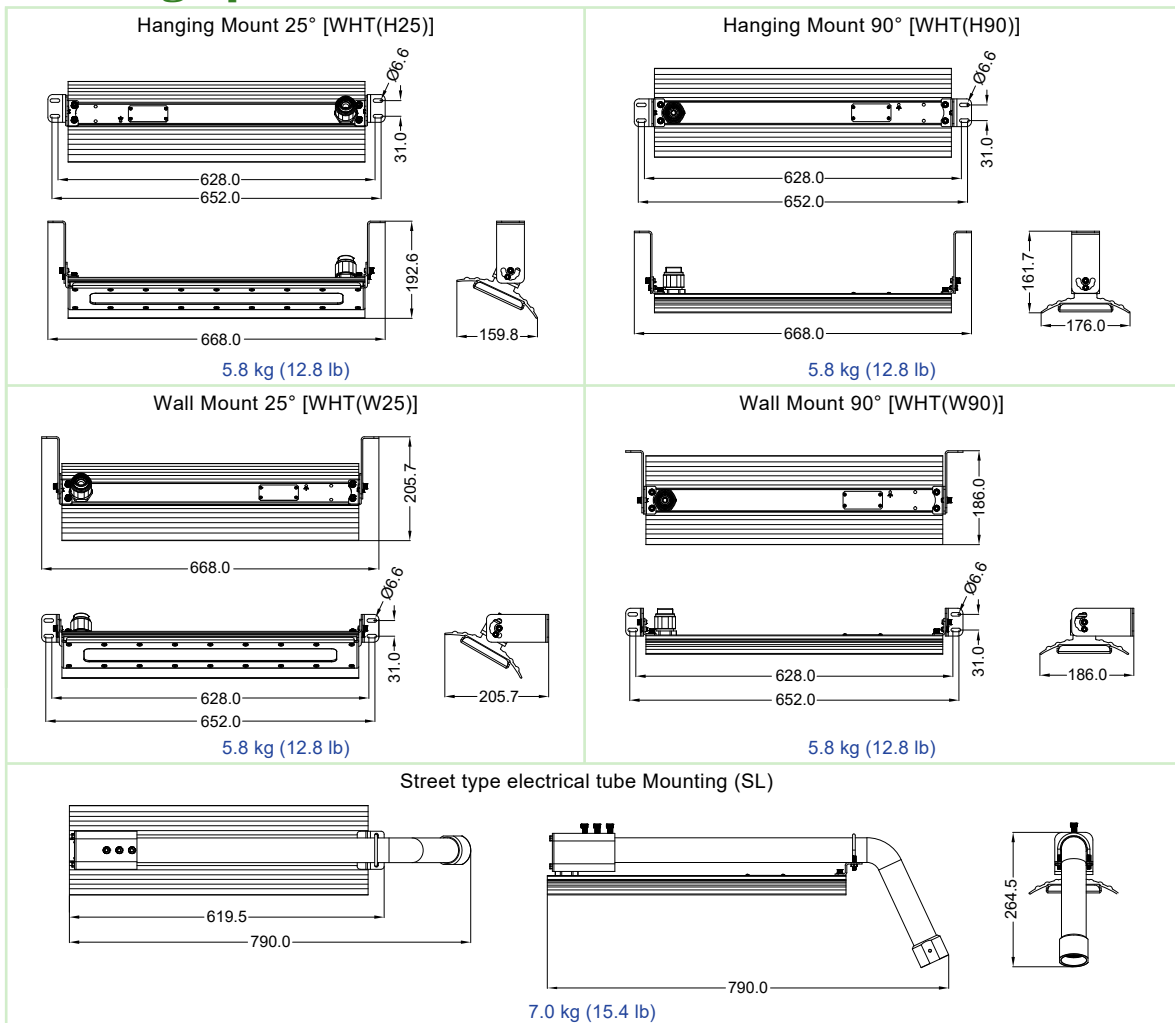 Hanging Mount 25° [WHT(H25)]
Ø6.6
31.0
628.0
652.0
192.6
668.0
159.8
5.8 kg (12.8 lb)
Hanging Mount 90° [WHT(H90)]
Ø6.6
31.0
628.0
652.0
161.7
668.0
176.0
5.8 kg (12.8 lb)
Wall Mount 25° [WHT(W25)]
205.7
668.0
Ø6.6
31.0
628.0
652.0
205.7
5.8 kg (12.8 lb)
Wall Mount 90° [WHT(W90)]
186.0
Ø6.6
31.0
628.0
652.0
186.0
5.8 kg (12.8 lb)
Street type electrical tube Mounting (SL)
619.5
790.0
790.0
264.5
7.0 kg (15.4 lb)